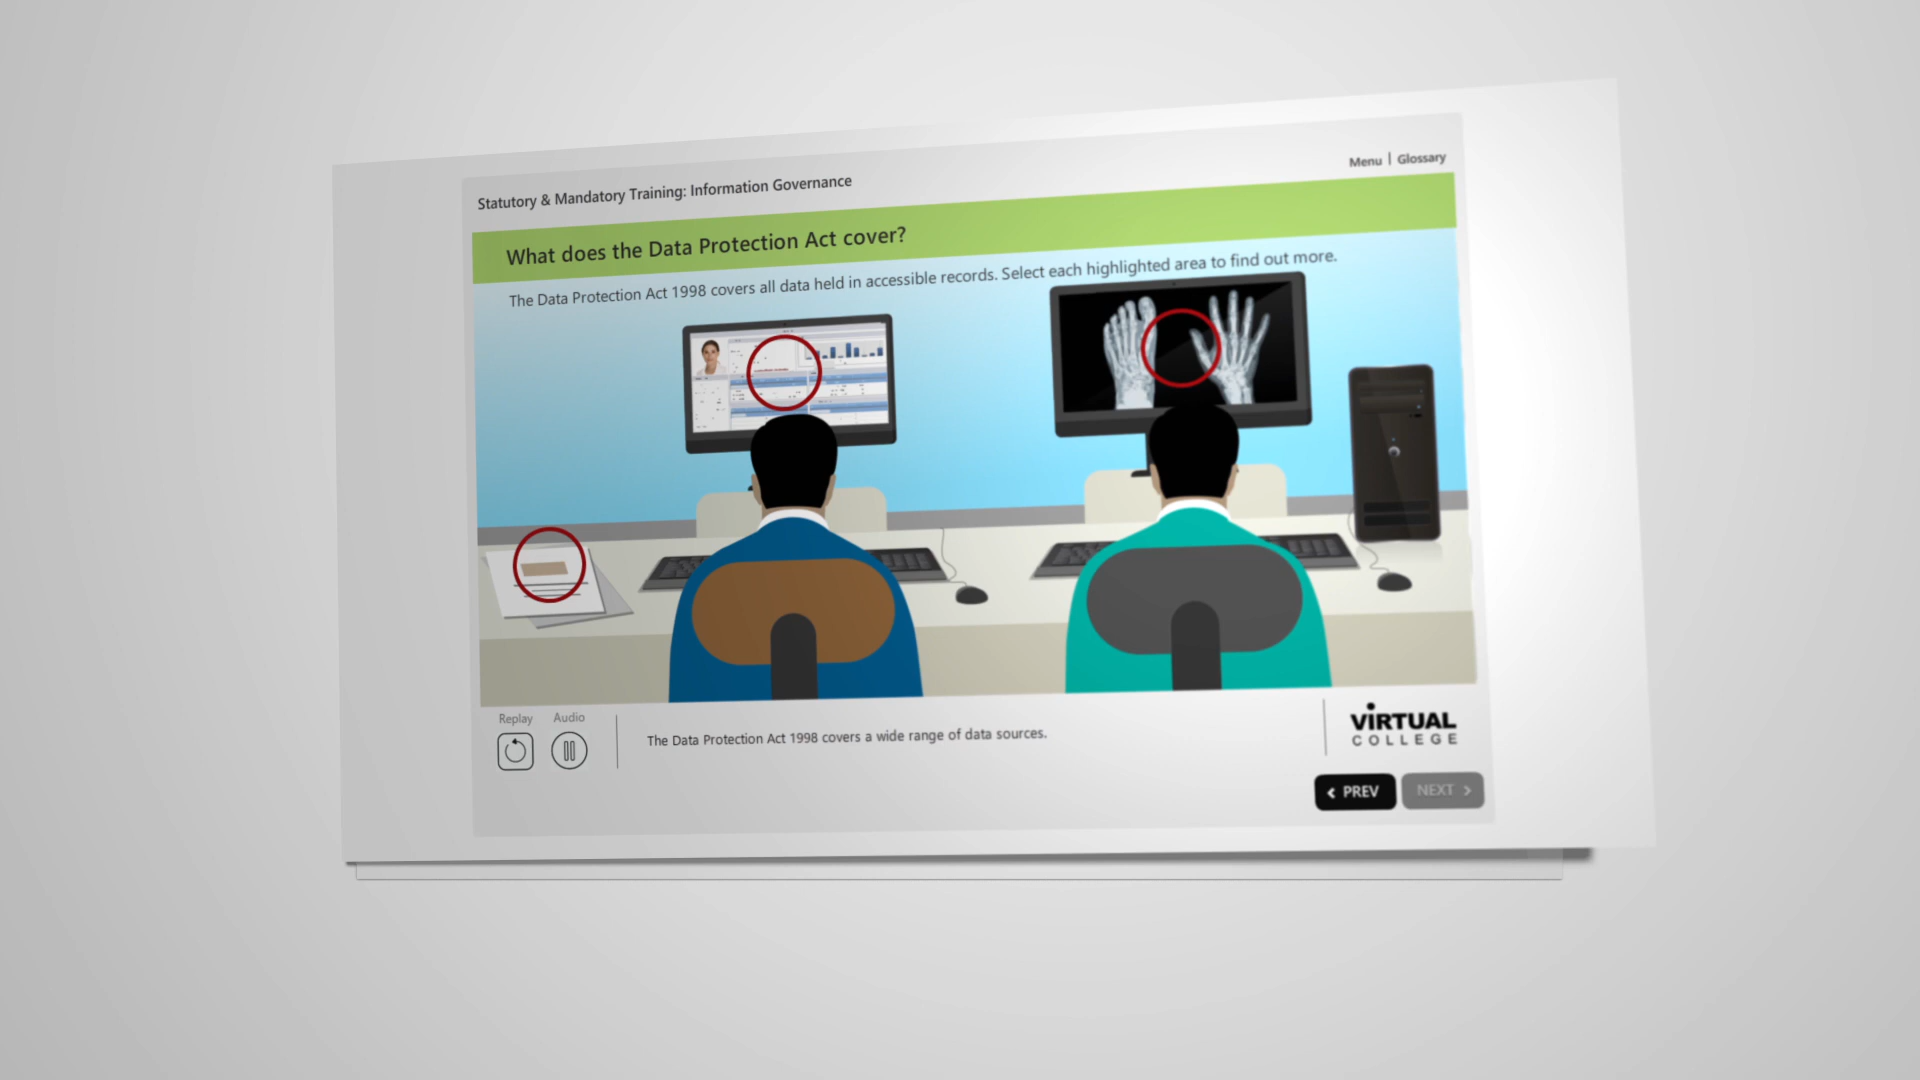 Statutory & Mandatory Training: Information Governance
Menu | Glossary
What does the Data Protection Act cover?
The Data Protection Act 1998 covers all data held in accessible records. Select each highlighted area to find out more.
Replay
Audio
The Data Protection Act 1998 covers a wide range of data sources.
VIRTUAL
COLLEGE
PREV
NEXT